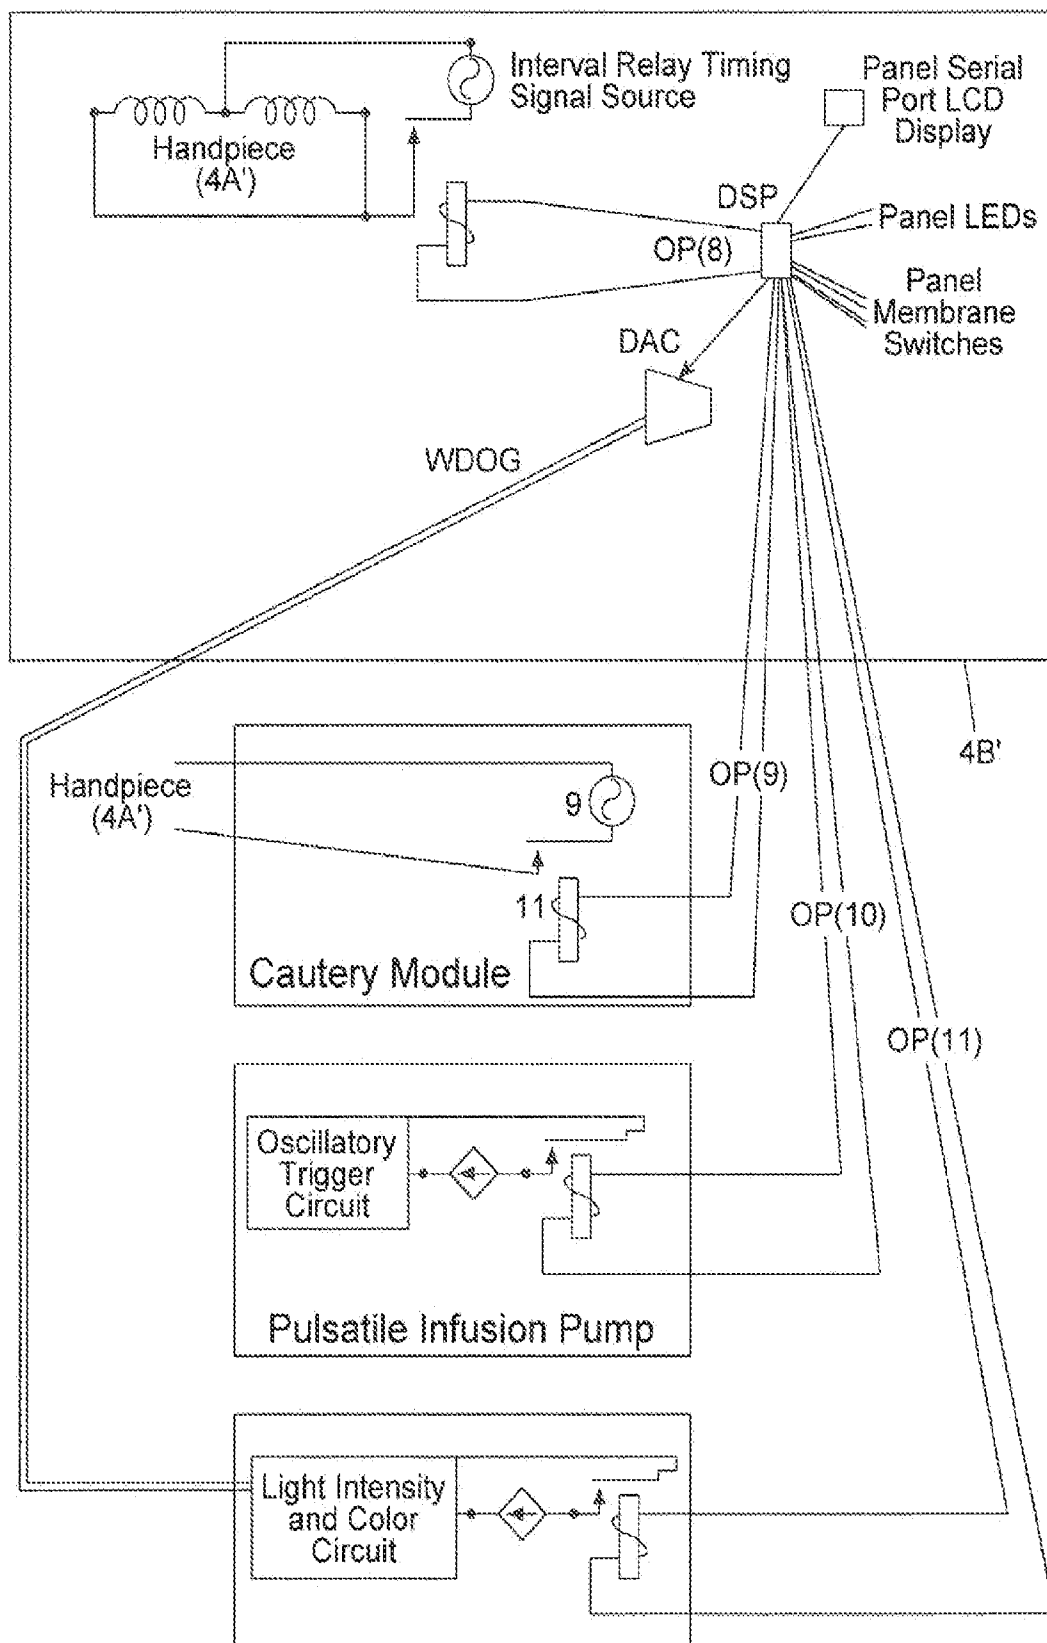 Interval Relay Timing
Signal Source
Panel Serial
Port LCD
Display
Handpiece
(4A')
DSP
OP(8)
Panel LEDs
Panel
Membrane
Switches
DAC
WDOG
4B'
Handpiece
(4A')
9
OP(9)
11
Cautery Module
OP(10)
OP(11)
Oscillatory
Trigger
Circuit
Pulsatile Infusion Pump
Light Intensity
and Color
Circuit